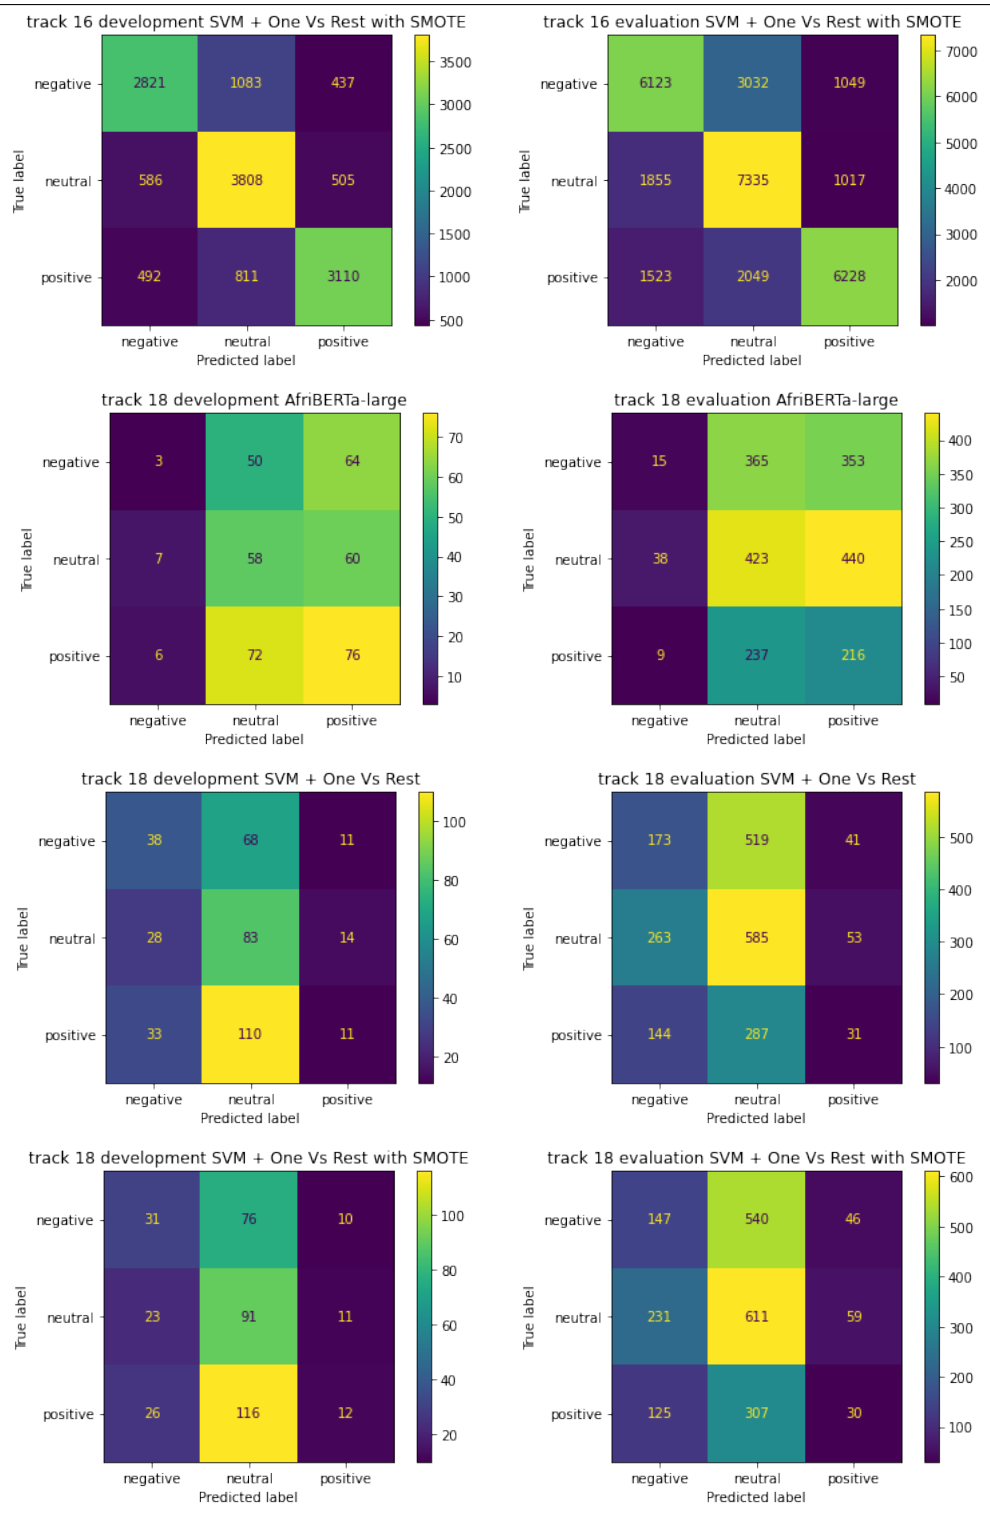 track 16 development SVM + One Vs Rest with SMOTE
True label
negative 2821 1083 437
neutral 586 3808 505
positive 492 811 3110
negative neutral positive
Predicted label
3500
3000
2500
2000
1500
1000
500
track 16 evaluation SVM + One Vs Rest with SMOTE
True label
negative 6123 3032 1049
neutral 1855 7335 1017
positive 1523 2049 6228
negative neutral positive
Predicted label
7000
6000
5000
4000
3000
2000
track 18 development AfriBERTa-large
True label
negative 3 50 64
neutral 7 58 60
positive 6 72 76
negative neutral positive
Predicted label
70
60
50
40
30
20
10
track 18 evaluation AfriBERTa-large
True label
negative 15 365 353
neutral 38 423 440
positive 9 237 216
negative neutral positive
Predicted label
400
350
300
250
200
150
100
50
track 18 development SVM + One Vs Rest
True label
negative 38 68 11
neutral 28 83 14
positive 33 110 11
negative neutral positive
Predicted label
100
80
60
40
20
track 18 evaluation SVM + One Vs Rest
True label
negative 173 519 41
neutral 263 585 53
positive 144 287 31
negative neutral positive
Predicted label
500
400
300
200
100
track 18 development SVM + One Vs Rest with SMOTE
True label
negative 31 76 10
neutral 23 91 11
positive 26 116 12
negative neutral positive
Predicted label
100
80
60
40
20
track 18 evaluation SVM + One Vs Rest with SMOTE
True label
negative 147 540 46
neutral 231 611 59
positive 125 307 30
negative neutral positive
Predicted label
600
500
400
300
200
100